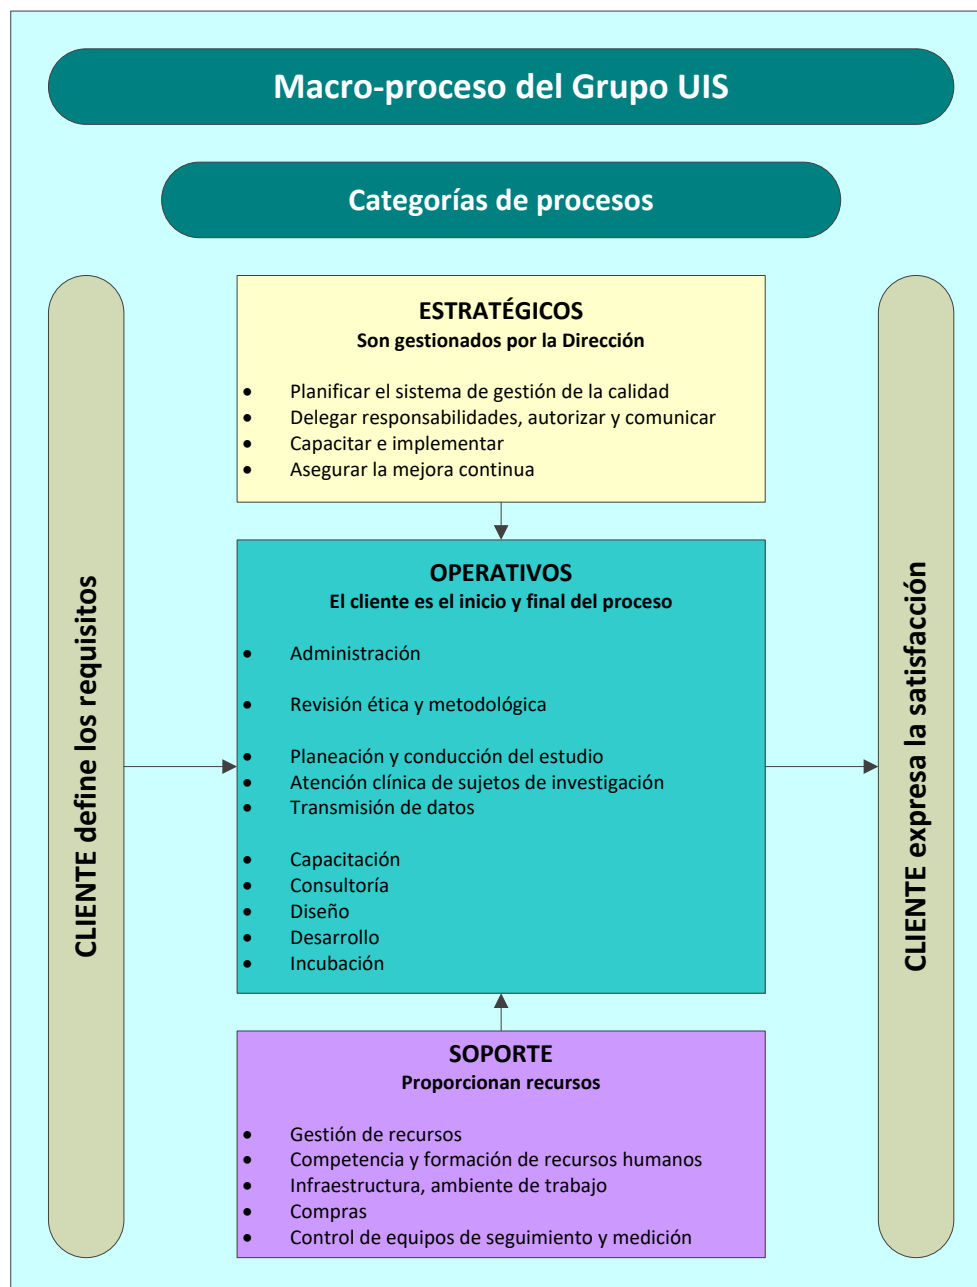 Macro-proceso del Grupo UIS
Categorías de procesos
CLIENTE define los requisitos
ESTRATÉGICOS
Son gestionados por la Dirección
• Planificar el sistema de gestión de la calidad
• Delegar responsabilidades, autorizar y comunicar
• Capacitar e implementar
• Asegurar la mejora continua
OPERATIVOS
El cliente es el inicio y final del proceso
• Administración
• Revisión ética y metodológica
• Planeación y conducción del estudio
• Atención clínica de sujetos de investigación
• Transmisión de datos
• Capacitación
• Consultoría
• Diseño
• Desarrollo
• Incubación
SOPORTE
Proporcionan recursos
• Gestión de recursos
• Competencia y formación de recursos humanos
• Infraestructura, ambiente de trabajo
• Compras
• Control de equipos de seguimiento y medición
CLIENTE expresa la satisfacción